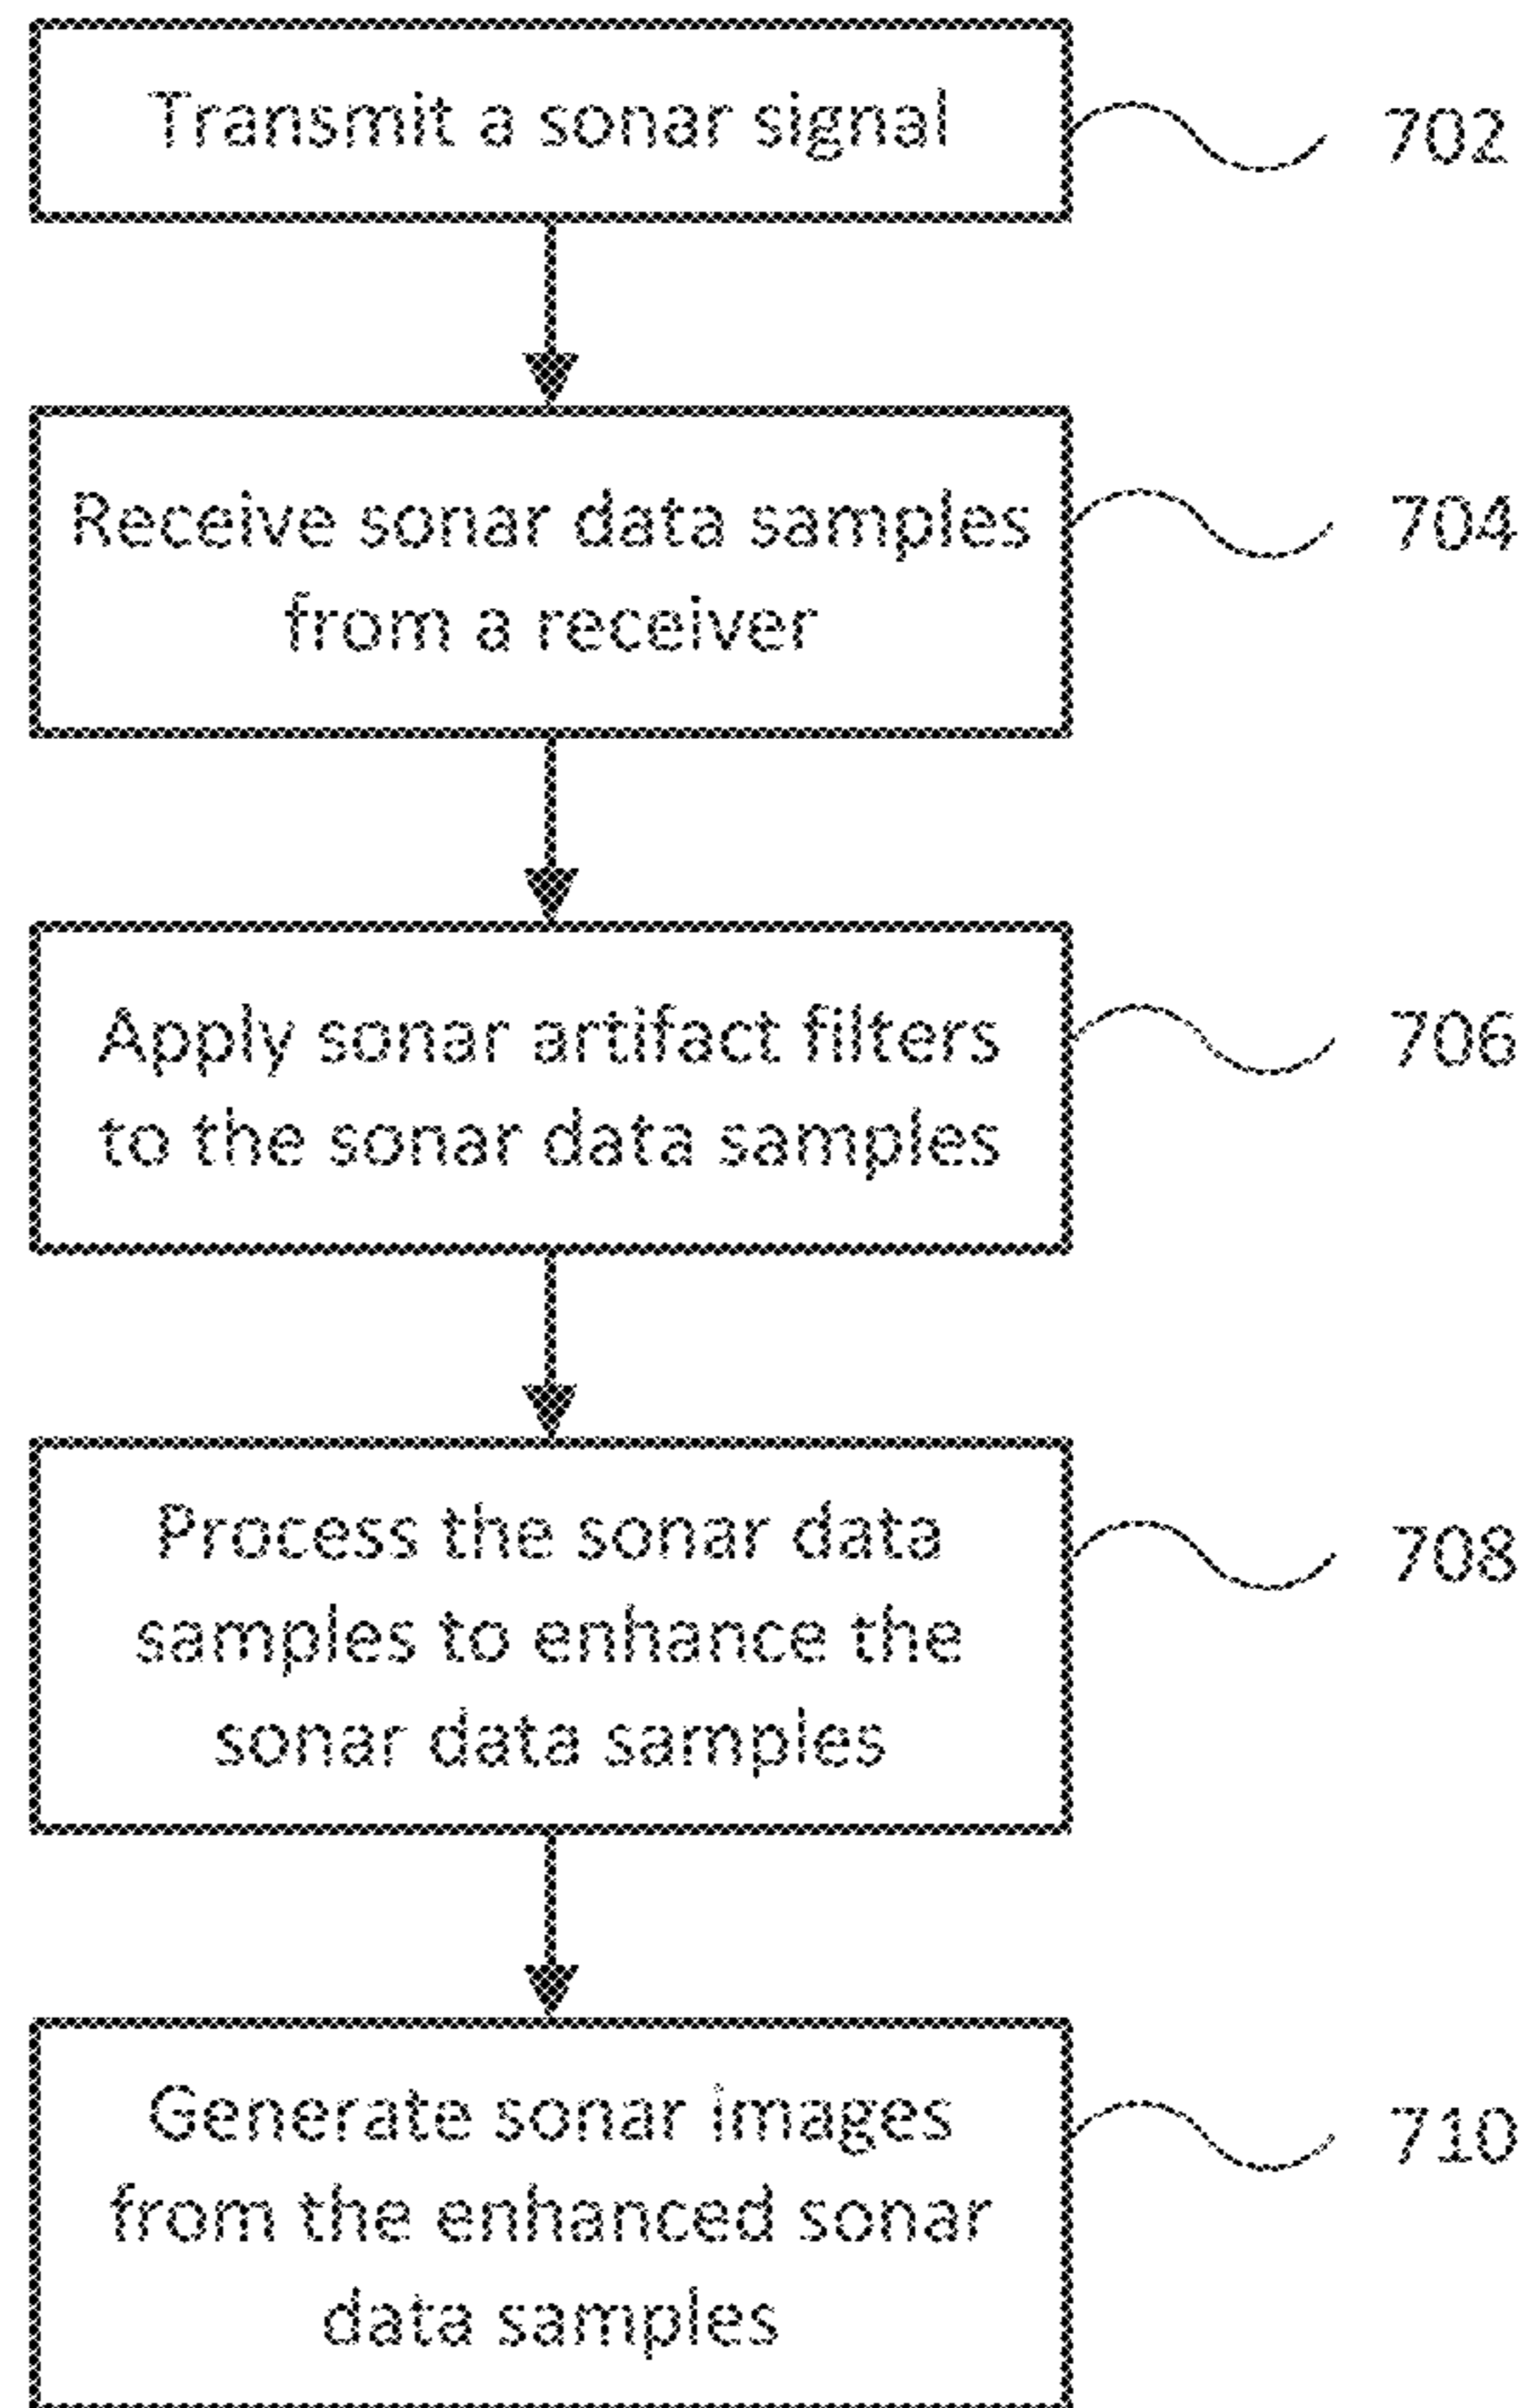 Transmit a sonar signal
702
Receive sonar data samples
from a receiver
704
Apply sonar artifact filters
to the sonar data samples
706
Process the sonar data
samples to enhance the
sonar data samples
708
Generate sonar images
from the enhanced sonar
data samples
710